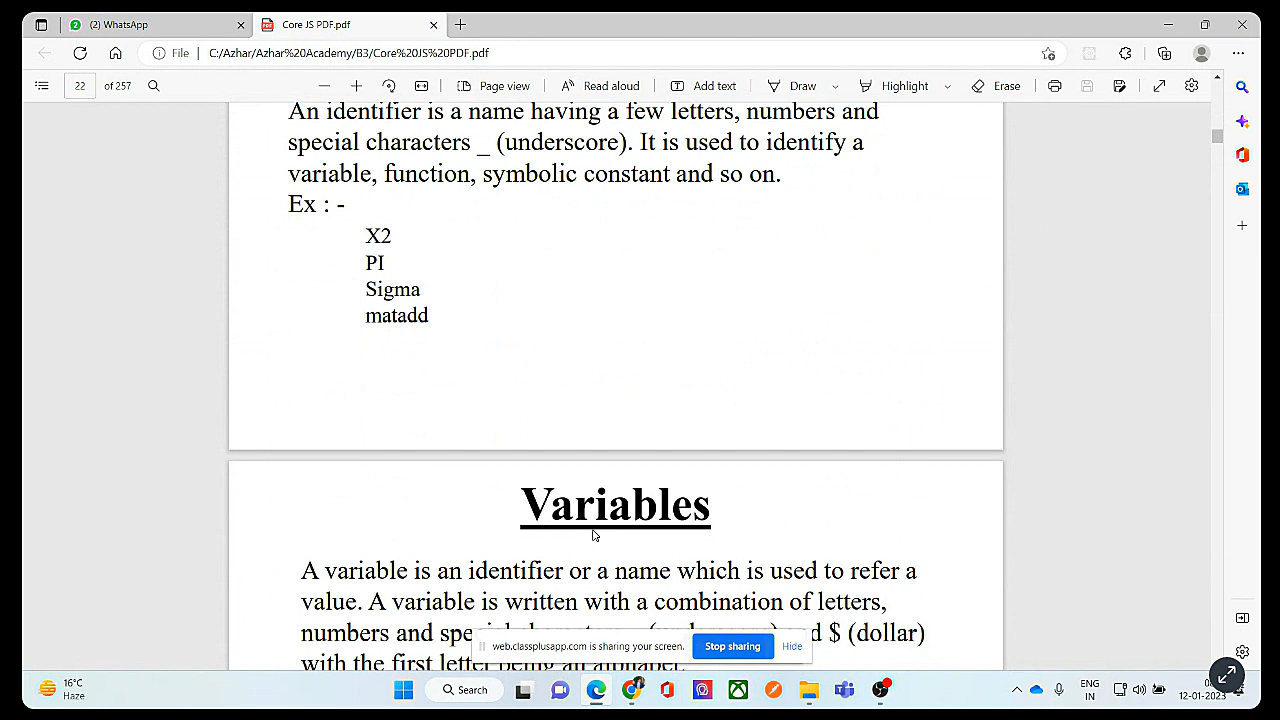 (2) WhatsApp
Core JS PDF.pdf
File
C:/Azhar/Azhar%20Academy/B3/Core%20JS%20PDF.pdf
22 of 257
Page view
Read aloud
Add text
Draw
Highlight
Erase
An identifier is a name having a few letters, numbers and
special characters _ (underscore). It is used to identify a
variable, function, symbolic constant and so on.
Ex : -
X2
PI
Sigma
matadd
Variables
A variable is an identifier or a name which is used to refer a
value. A variable is written with a combination of letters,
numbers and $ (dollar)
with the first letter being an alphabet.
web.classplusapp.com is sharing your screen.
Stop sharing
Hide
16°C
Haze
Search
ENG
IN
12-01-2023